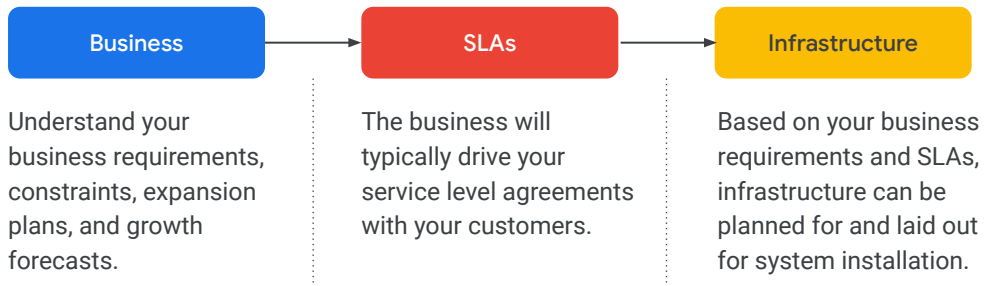 Business
SLAs
Infrastructure
Understand your
business requirements,
constraints, expansion
plans, and growth
forecasts.
The business will
typically drive your
service level agreements
with your customers.
Based on your business
requirements and SLAs,
infrastructure can be
planned for and laid out
for system installation.